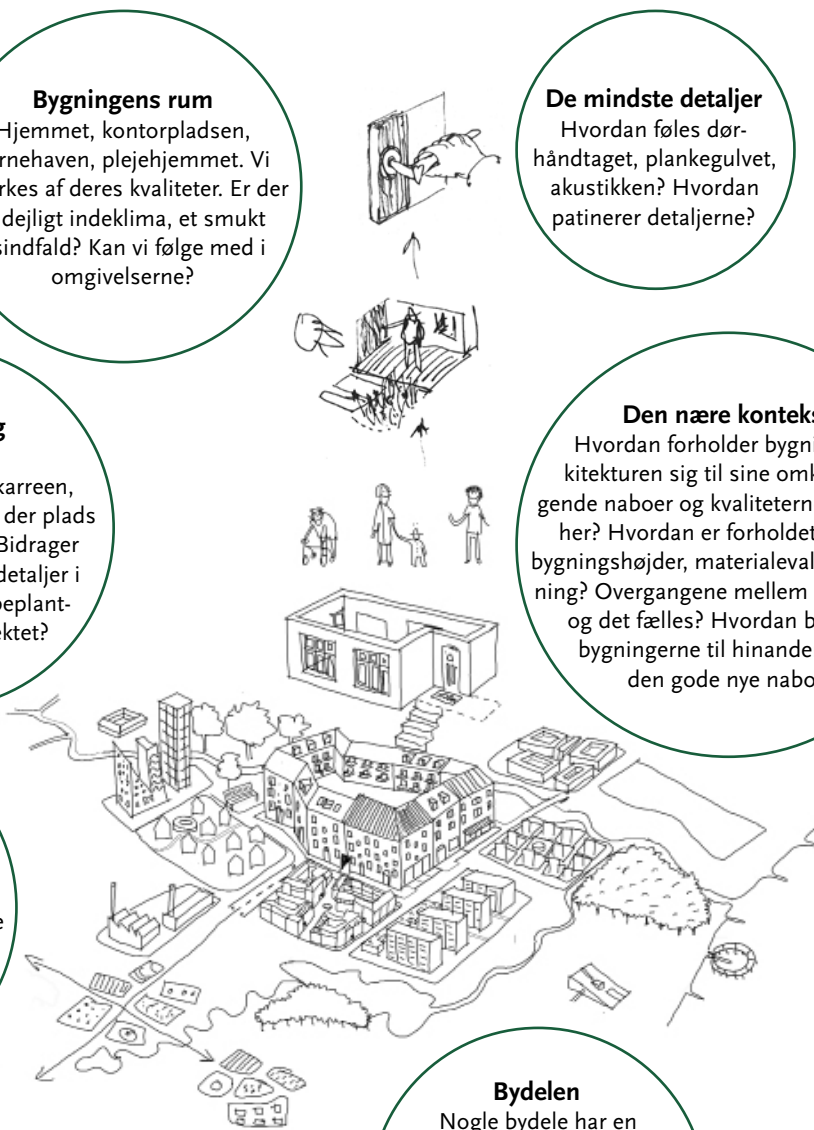 Bygningens rum
Hjemmet, kontorpladsen,
rnehaven, plejehjemmet. Vi
rkes af deres kvaliteter. Er der
dejligt indeklima, et smukt
sindfald? Kan vi følge med i
omgivelserne?
De mindste detaljer
Hvordan føles dør-
håndtaget, plankegulvet,
akustikken? Hvordan
patinerer detaljerne?
g
karreen,
der plads
Bidrager
detaljer i
beplant-
ektet?
Den nære konteks
Hvordan forholder bygni
kitekturen sig til sine omk
gende naboer og kvalitetern
her? Hvordan er forholdet
bygningshøjder, materialeval
ning? Overgangene mellem
og det fælles? Hvordan b
bygningerne til hinande
den gode nye nabo
e
Bydelen
Nogle bydele har en